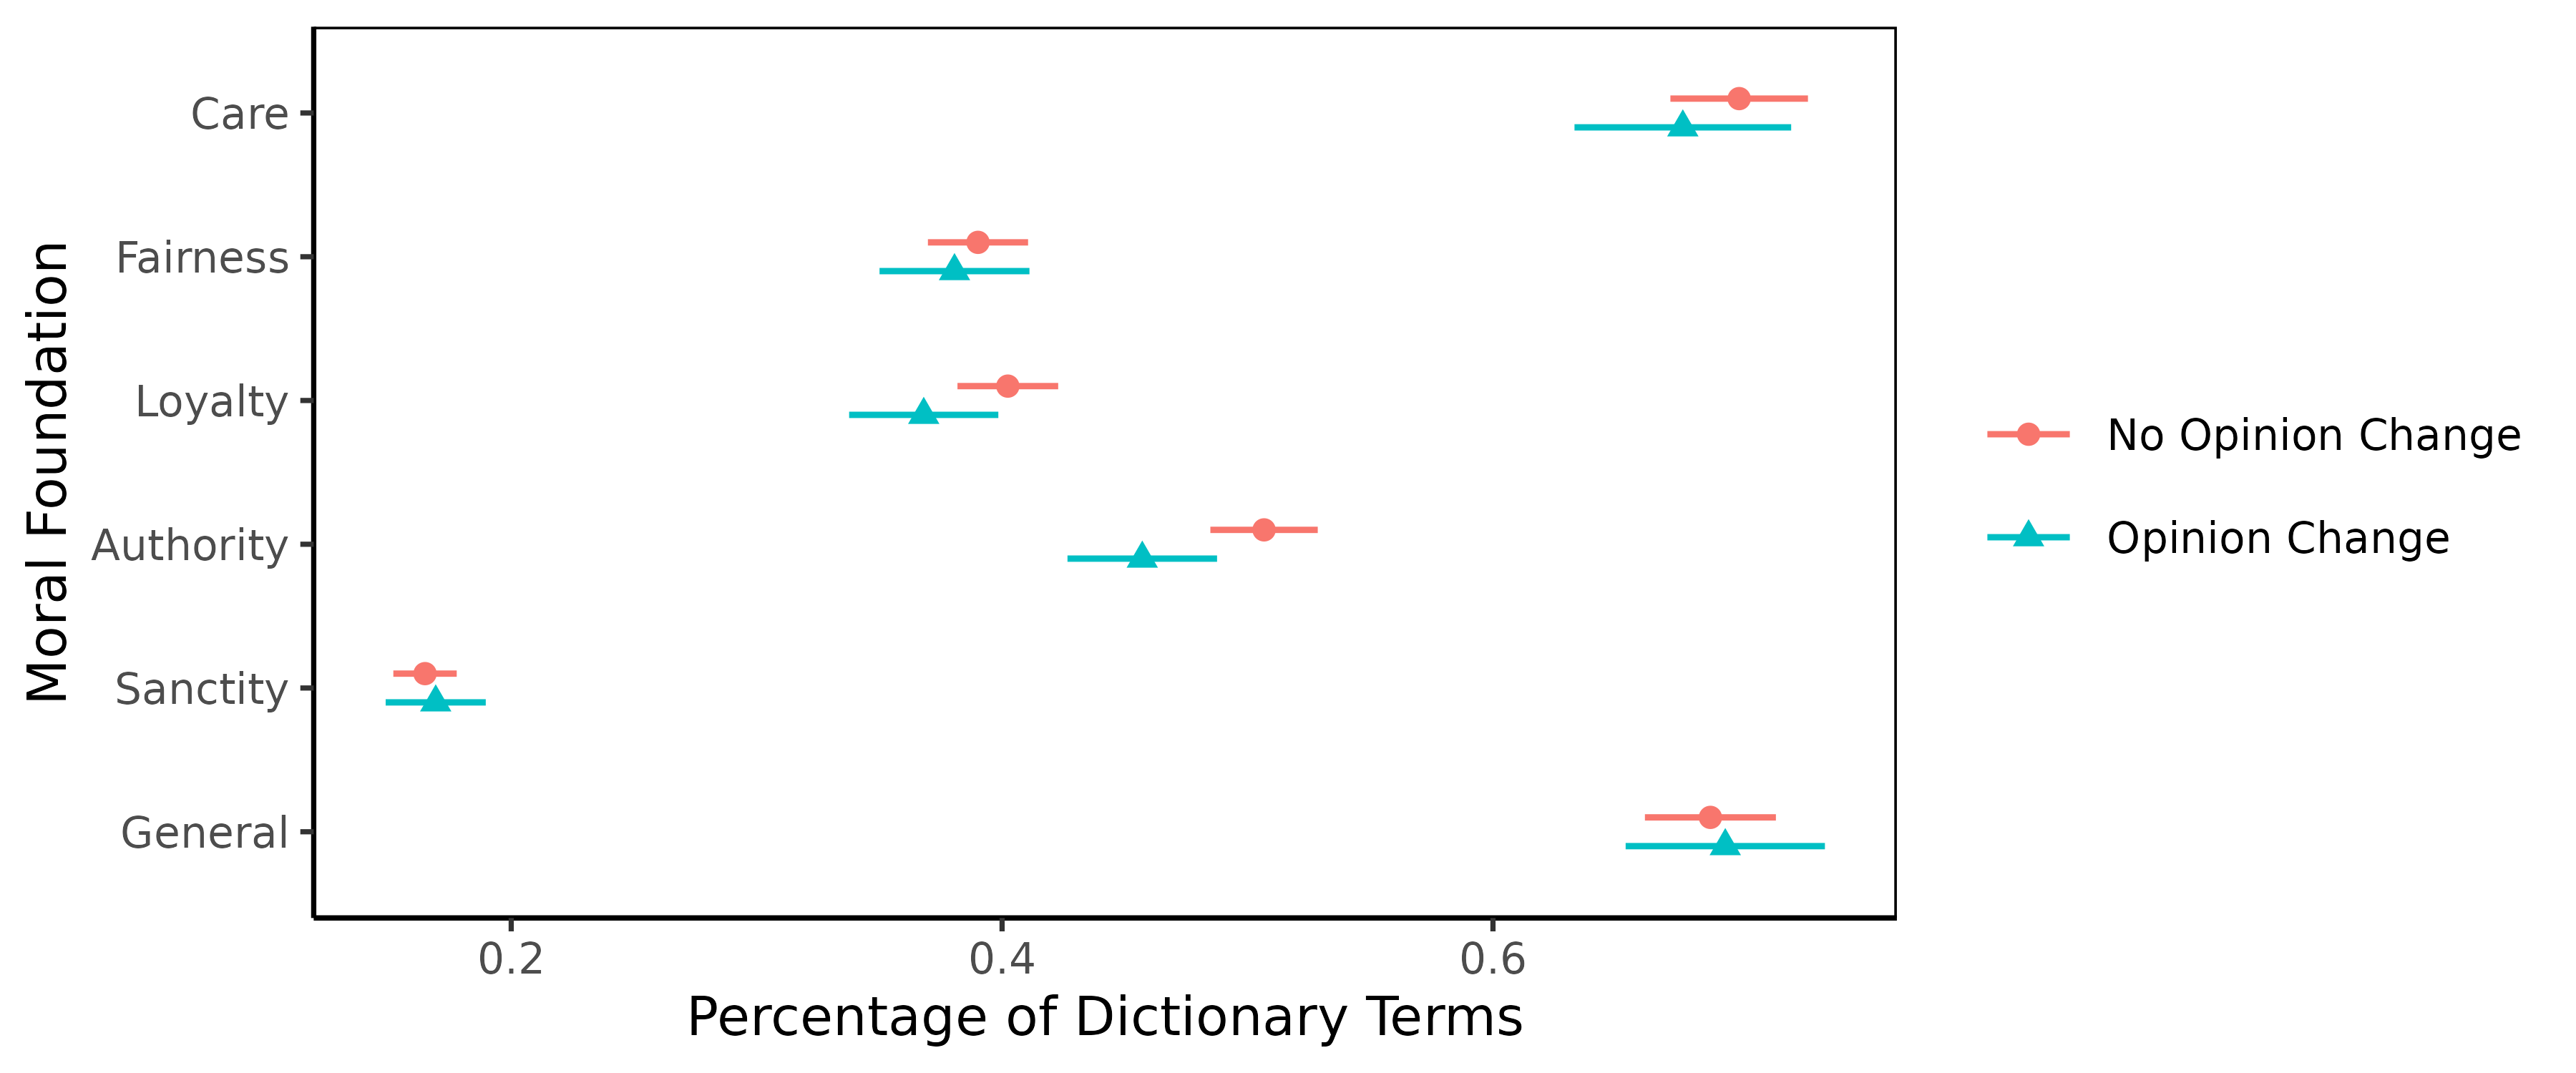 Moral Foundation
Care
Fairness
Loyalty
Authority
Sanctity
General
0.2 0.4 0.6
Percentage of Dictionary Terms
No Opinion Change
Opinion Change